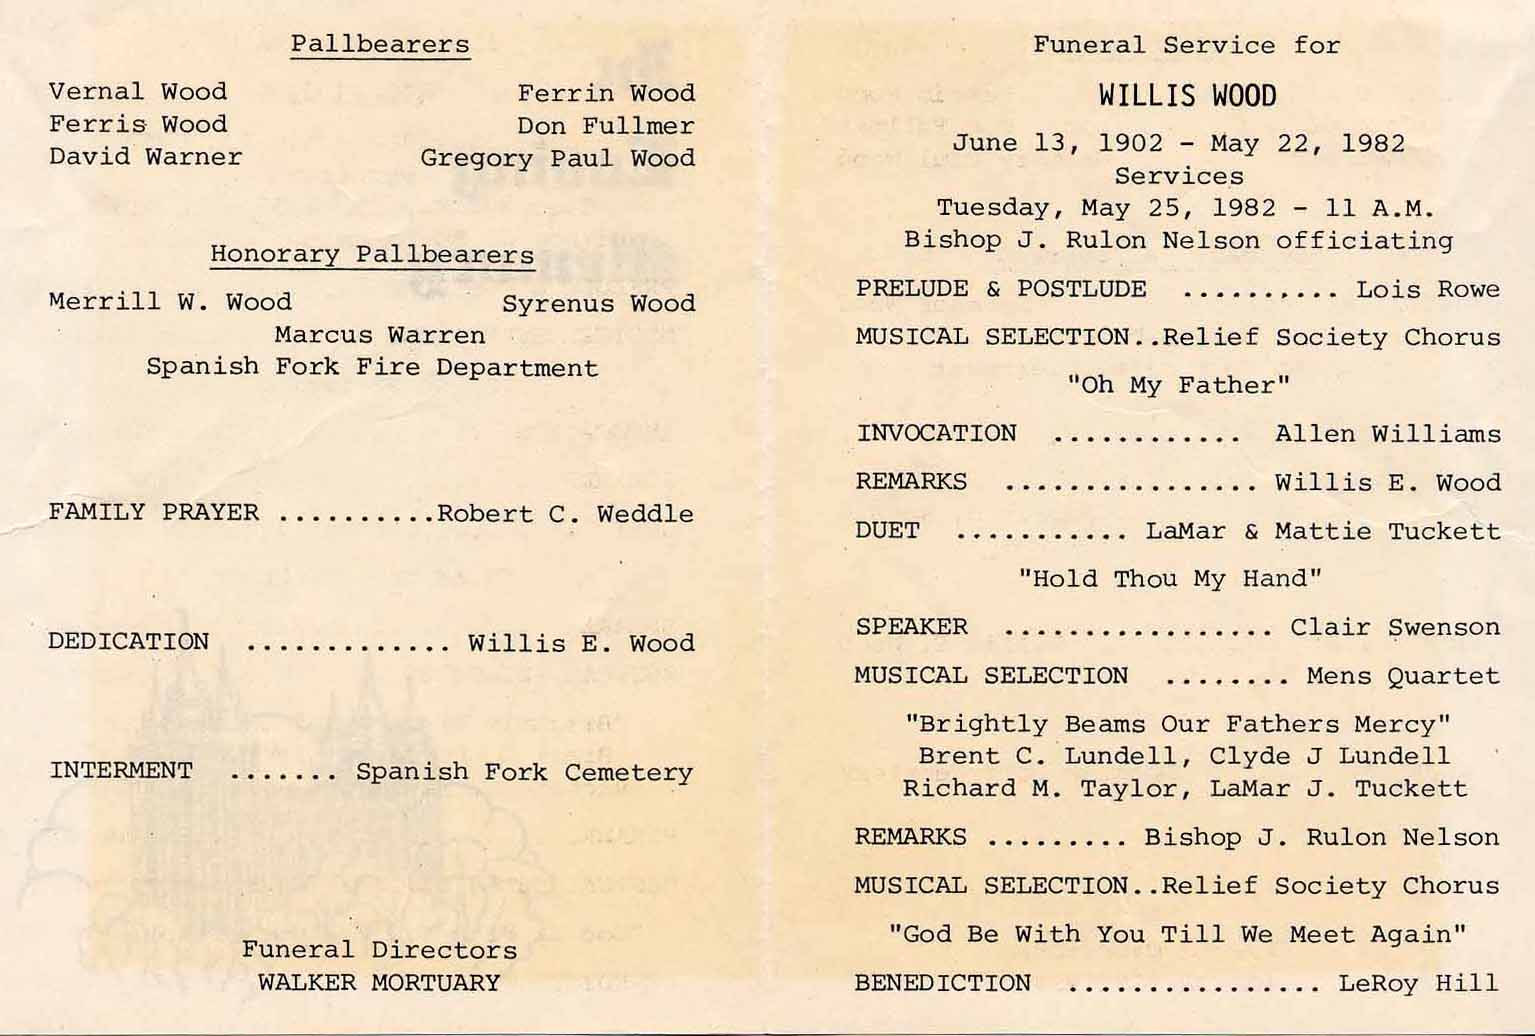 Pallbearers
Vernal Wood Ferrin Wood
Ferris Wood Don Fullmer
David Warner Gregory Paul Wood
Honorary Pallbearers
Merrill W. Wood Syrenus Wood
Marcus Warren
Spanish Fork Fire Department
FAMILY PRAYER ..........Robert C. Weddle
DEDICATION ............. Willis E. Wood
INTERMENT ....... Spanish Fork Cemetery
Funeral Directors
WALKER MORTUARY
Funeral Service for
WILLIS WOOD
June 13, 1902 - May 22, 1982
Services
Tuesday, May 25, 1982 - 11 A.M.
Bishop J. Rulon Nelson officiating
PRELUDE & POSTLUDE .......... Lois Rowe
MUSICAL SELECTION..Relief Society Chorus
"Oh My Father"
INVOCATION ............ Allen Williams
REMARKS ................ Willis E. Wood
DUET ........... LaMar & Mattie Tuckett
"Hold Thou My Hand"
SPEAKER ................. Clair Swenson
MUSICAL SELECTION ........ Mens Quartet
"Brightly Beams Our Fathers Mercy"
Brent C. Lundell, Clyde J Lundell
Richard M. Taylor, LaMar J. Tuckett
REMARKS ......... Bishop J. Rulon Nelson
MUSICAL SELECTION..Relief Society Chorus
"God Be With You Till We Meet Again"
BENEDICTION ................ LeRoy Hill